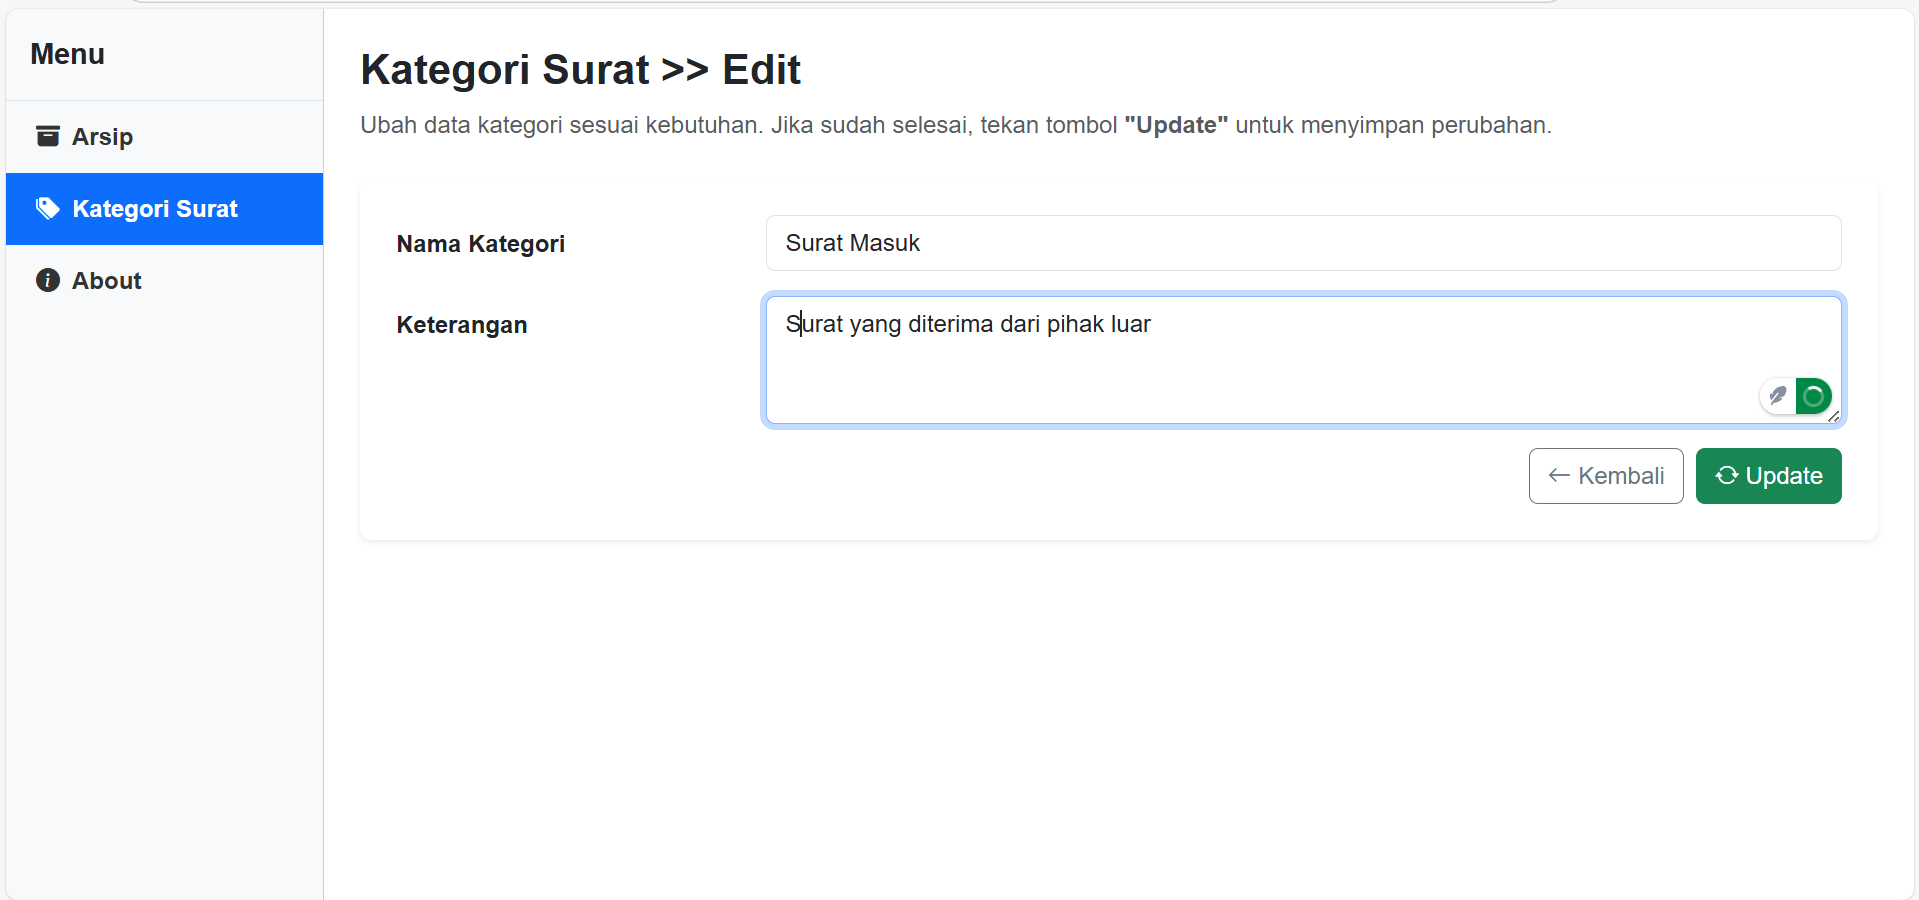 Menu
Arsip
Kategori Surat
About
Kategori Surat >> Edit
Ubah data kategori sesuai kebutuhan. Jika sudah selesai, tekan tombol "Update" untuk menyimpan perubahan.
Nama Kategori
Surat Masuk
Keterangan
Surat yang diterima dari pihak luar
Kembali
Update